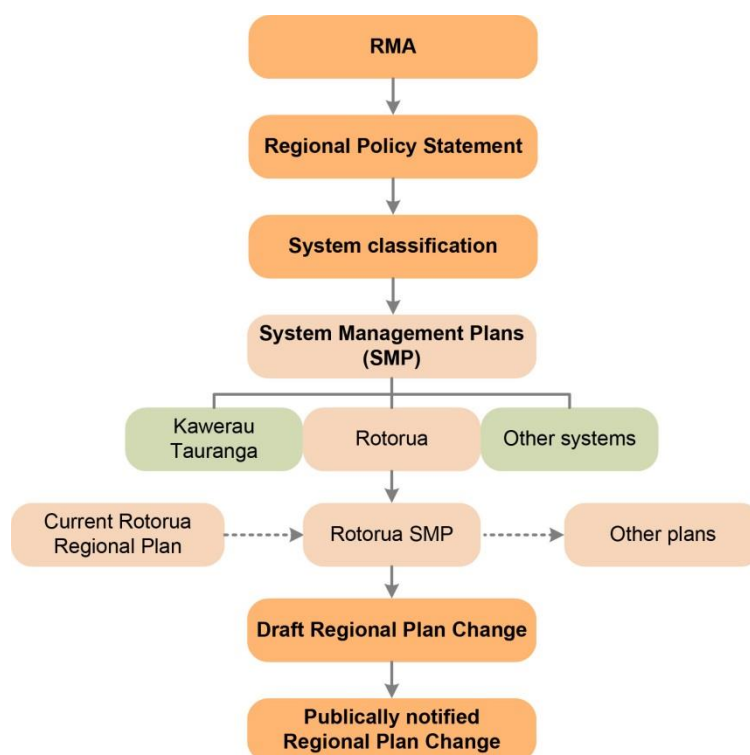 RMA
Regional Policy Statement
System classification
System Management Plans
(SMP)
Kawerau
Tauranga
Rotorua
Other systems
Current Rotorua
Regional Plan
Rotorua SMP
Other plans
Draft Regional Plan Change
Publically notified
Regional Plan Change